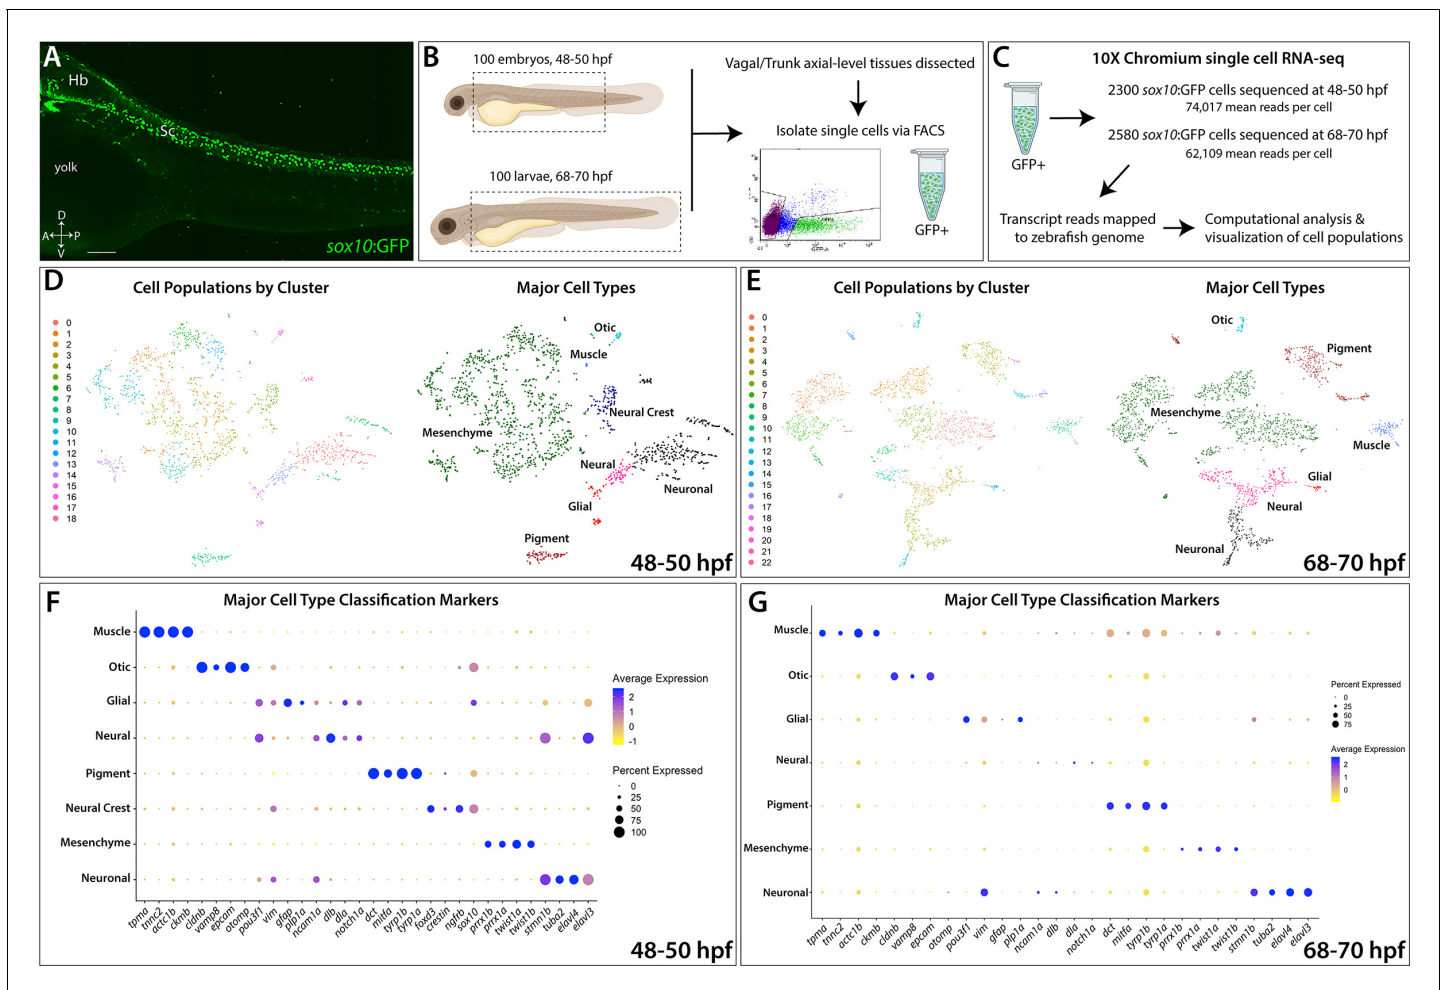 A
Hb
Sc
yolk
D
A
P
V
sox10:GFP
B
100 embryos, 48-50 hpf
100 larvae, 68-70 hpf
Vagal/Trunk axial-level tissues dissected
Isolate single cells via FACS
GFP-A
GFP+
C
10X Chromium single cell RNA-seq
2300 sox10:GFP cells sequenced at 48-50 hpf
74,017 mean reads per cell
2580 sox10:GFP cells sequenced at 68-70 hpf
62,109 mean reads per cell
GFP+
Transcript reads mapped
to zebrafish genome
Computational analysis &
visualization of cell populations
D
Cell Populations by Cluster
Major Cell Types
0
1
2
3
4
5
6
7
8
9
10
11
12
13
14
15
16
17
18
Otic
Muscle
Neural Crest
Mesenchyme
Neural
Neuronal
Glial
Pigment
48-50 hpf
E
Cell Populations by Cluster
Major Cell Types
0
1
2
3
4
5
6
7
8
9
10
11
12
13
14
15
16
17
18
19
20
21
22
Otic
Pigment
Mesenchyme
Muscle
Glial
Neural
Neuronal
68-70 hpf
F
Major Cell Type Classification Markers
Muscle
Otic
Glial
Neural
Pigment
Neural Crest
Mesenchyme
Neuronal
tpma
tnnc2
actc1b
ckmb
cldnb
vamp8
epcam
otomp
pou3f1
vim
gfap
plp1a
ncam1a
dlb
dla
notch1a
dct
mitfa
tyrp1b
tyrp1a
foxd3
crestin
ngfrb
sox10
prrx1b
prrx1a
twist1a
twist1b
stmn1b
tuba2
elavl4
elavl3
Average Expression
2
1
0
-1
Percent Expressed
0
25
50
75
100
48-50 hpf
G
Major Cell Type Classification Markers
Muscle
Otic
Glial
Neural
Pigment
Mesenchyme
Neuronal
tpma
tnnc2
actc1b
ckmb
cldnb
vamp8
epcam
otomp
pou3f1
vim
gfap
plp1a
ncam1a
dlb
dla
notch1a
dct
mitfa
tyrp1b
tyrp1a
prrx1b
prrx1a
twist1a
twist1b
stmn1b
tuba2
elavl4
elavl3
Percent Expressed
0
25
50
75
Average Expression
2
1
0
68-70 hpf